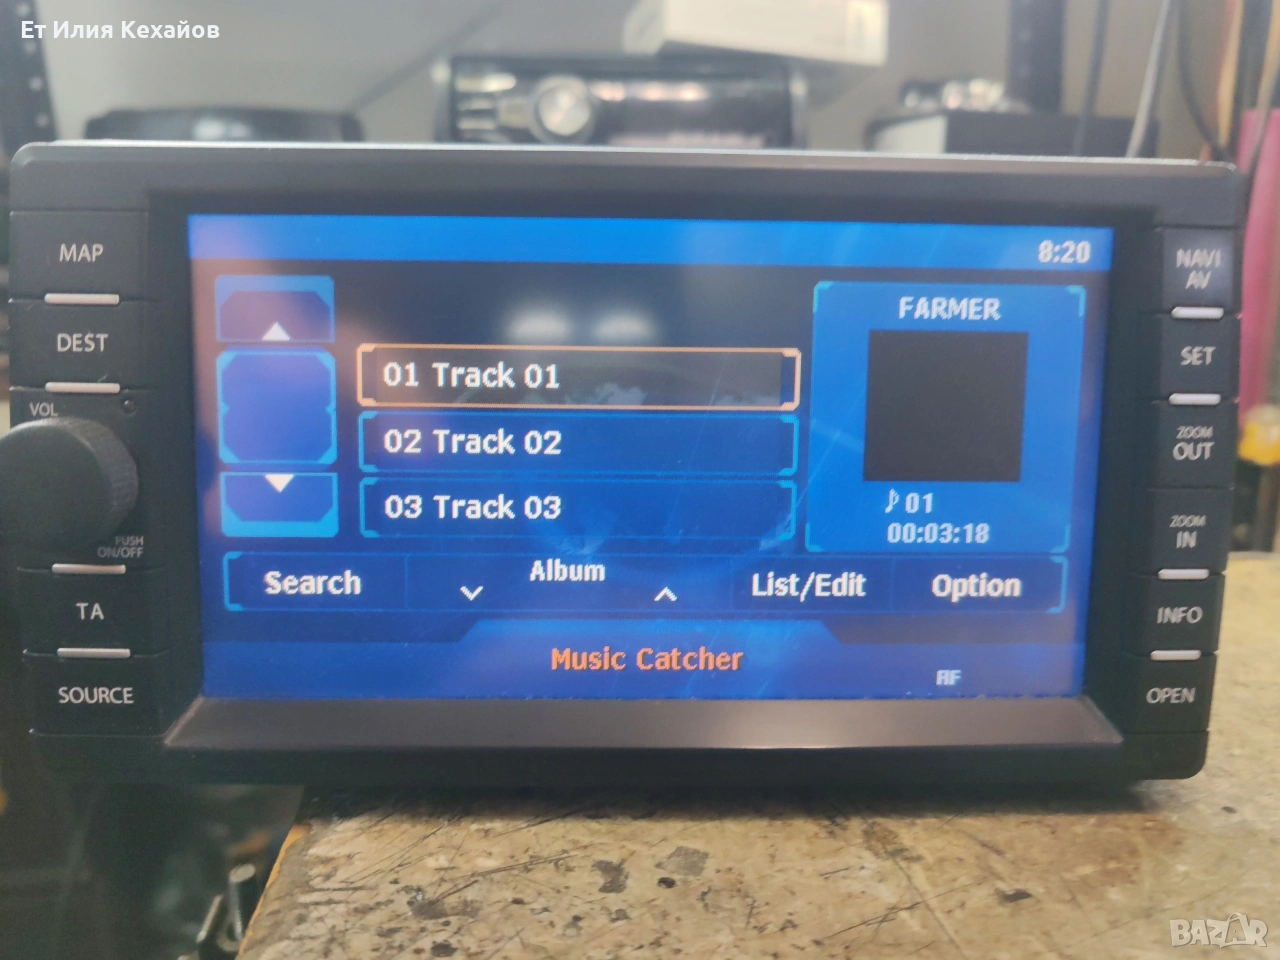 Ет Илия Кехайов
MAP
DEST
VOL
PUSH
ON/OFF
TA
SOURCE
8:20
FARMER
01 Track 01
02 Track 02
03 Track 03
01
00:03:18
Search
Album
List/Edit
Option
Music Catcher
AF
NAVI
AV
SET
ZOOM
OUT
ZOOM
IN
INFO
OPEN
BAZAR